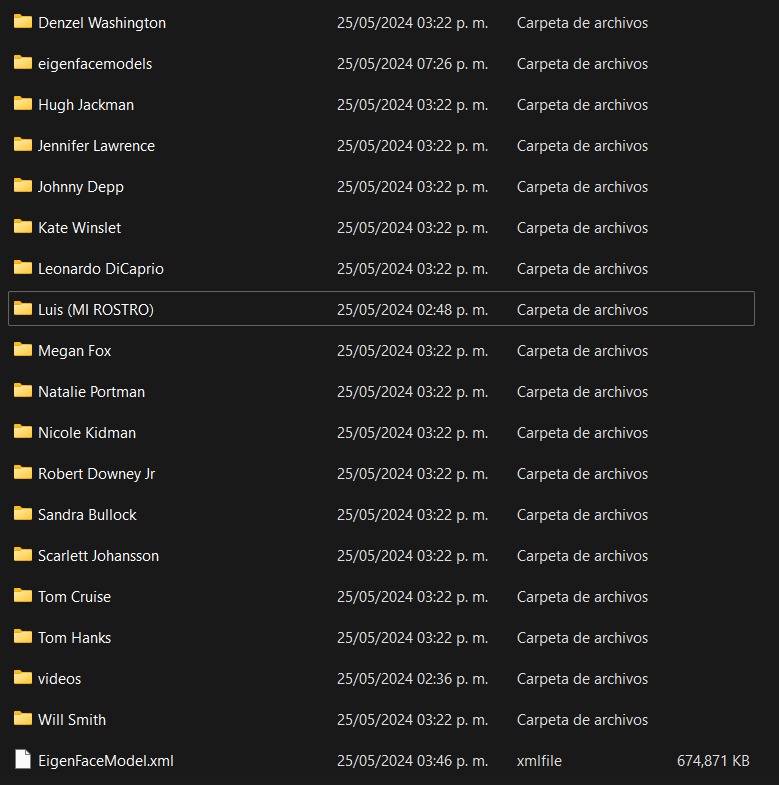 Denzel Washington 25/05/2024 03:22 p. m. Carpeta de archivos
eigenfacemodels 25/05/2024 07:26 p. m. Carpeta de archivos
Hugh Jackman 25/05/2024 03:22 p. m. Carpeta de archivos
Jennifer Lawrence 25/05/2024 03:22 p. m. Carpeta de archivos
Johnny Depp 25/05/2024 03:22 p. m. Carpeta de archivos
Kate Winslet 25/05/2024 03:22 p. m. Carpeta de archivos
Leonardo DiCaprio 25/05/2024 03:22 p. m. Carpeta de archivos
Luis (MI ROSTRO) 25/05/2024 02:48 p. m. Carpeta de archivos
Megan Fox 25/05/2024 03:22 p. m. Carpeta de archivos
Natalie Portman 25/05/2024 03:22 p. m. Carpeta de archivos
Nicole Kidman 25/05/2024 03:22 p. m. Carpeta de archivos
Robert Downey Jr 25/05/2024 03:22 p. m. Carpeta de archivos
Sandra Bullock 25/05/2024 03:22 p. m. Carpeta de archivos
Scarlett Johansson 25/05/2024 03:22 p. m. Carpeta de archivos
Tom Cruise 25/05/2024 03:22 p. m. Carpeta de archivos
Tom Hanks 25/05/2024 03:22 p. m. Carpeta de archivos
videos 25/05/2024 02:36 p. m. Carpeta de archivos
Will Smith 25/05/2024 03:22 p. m. Carpeta de archivos
EigenFaceModel.xml 25/05/2024 03:46 p. m. xmlfile 674,871 KB